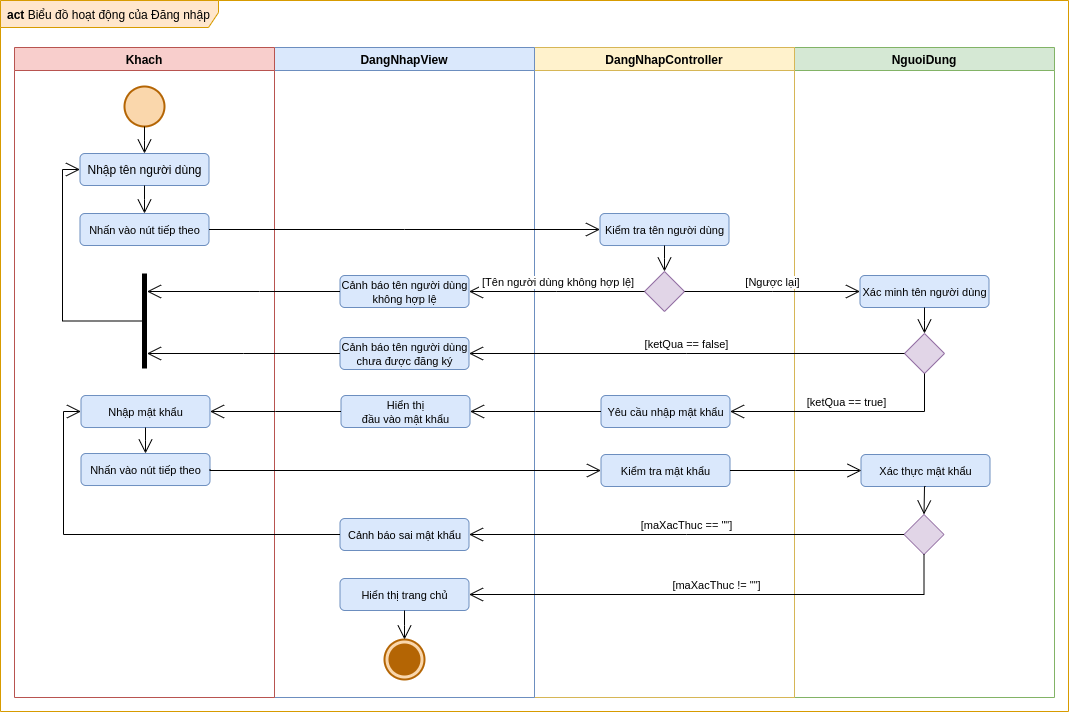 act Biểu đồ hoạt động của Đăng nhập
Khach
DangNhapView
DangNhapController
NguoiDung
Nhập tên người dùng
Nhấn vào nút tiếp theo
Kiểm tra tên người dùng
Cảnh báo tên người dùng
không hợp lệ
[Tên người dùng không hợp lệ]
[Ngược lại]
Xác minh tên người dùng
Cảnh báo tên người dùng
chưa được đăng ký
[ketQua == false]
Nhập mật khẩu
Hiển thị
đầu vào mật khẩu
Yêu cầu nhập mật khẩu
[ketQua == true]
Nhấn vào nút tiếp theo
Kiểm tra mật khẩu
Xác thực mật khẩu
Cảnh báo sai mật khẩu
[maXacThuc == ""]
Hiển thị trang chủ
[maXacThuc != ""]